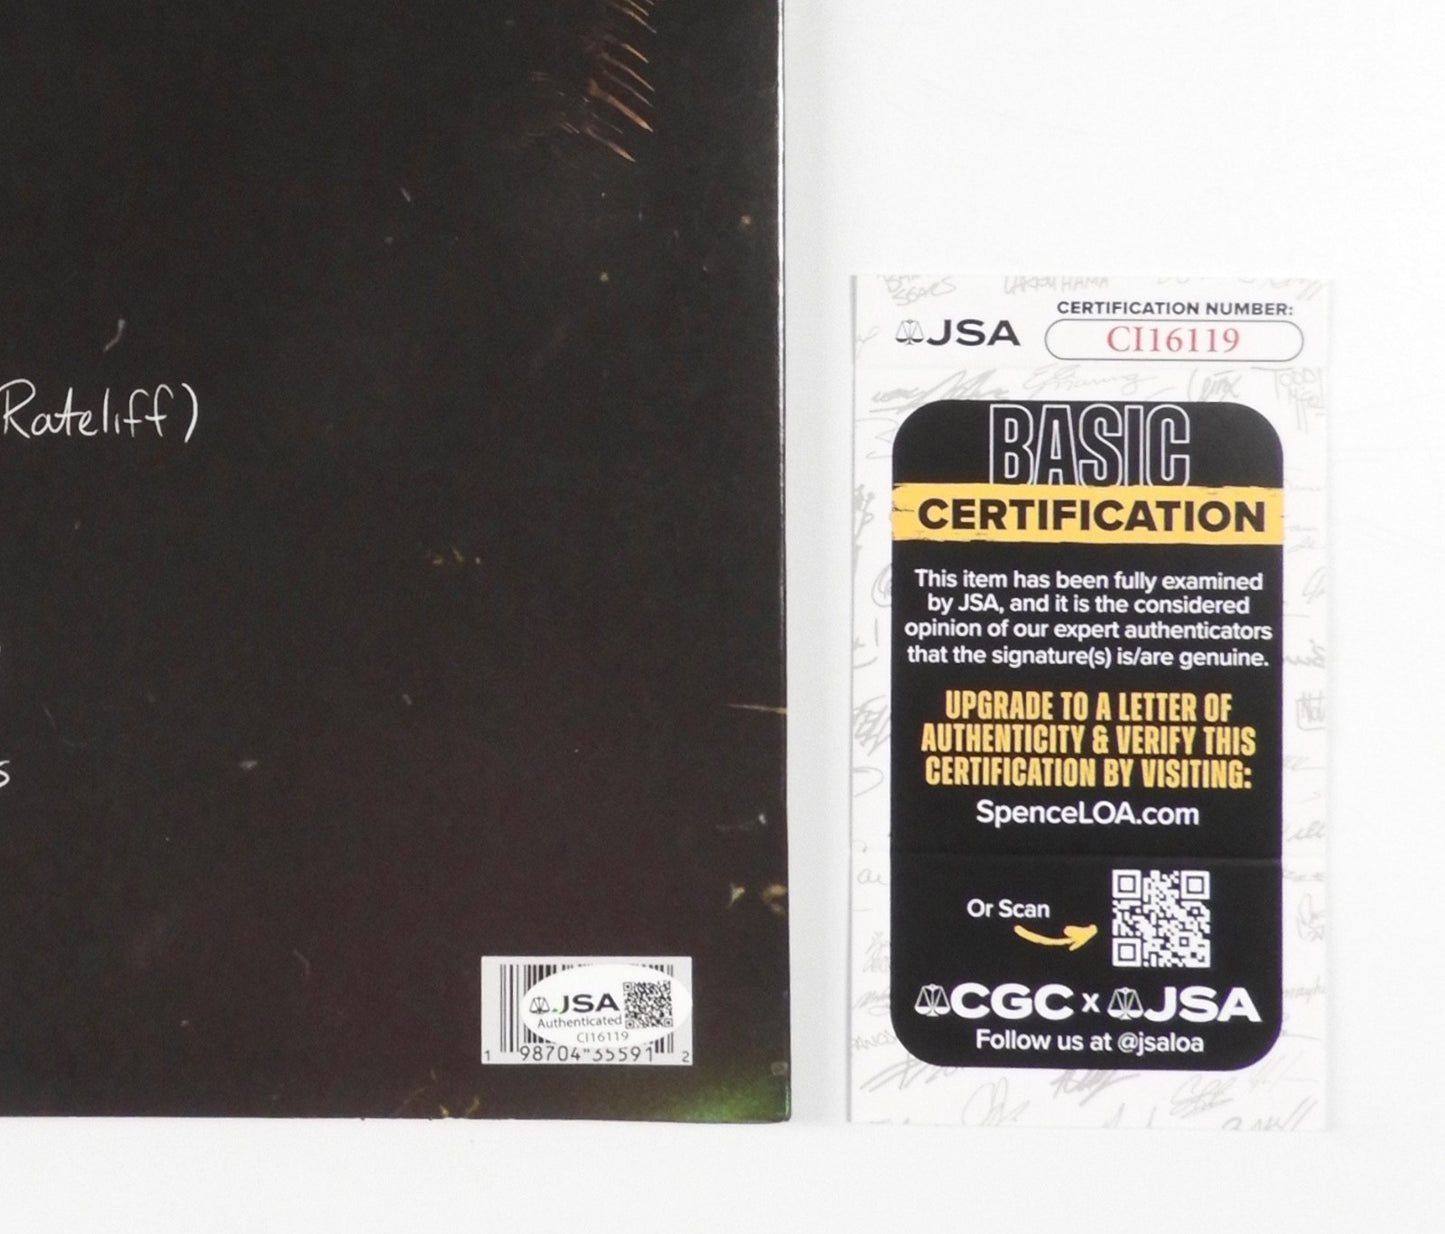 Rateliff)
s
JSA
Authenticated
CI16119
1 98704"35591 2
JSA
CERTIFICATION NUMBER:
CI16119
BASIC
CERTIFICATION
This item has been fully examined
by JSA, and it is the considered
opinion of our expert authenticators
that the signature(s) is/are genuine.
UPGRADE TO A LETTER OF
AUTHENTICITY & VERIFY THIS
CERTIFICATION BY VISITING:
SpenceLOA.com
Or Scan
CGC x JSA
Follow us at @jsaloa